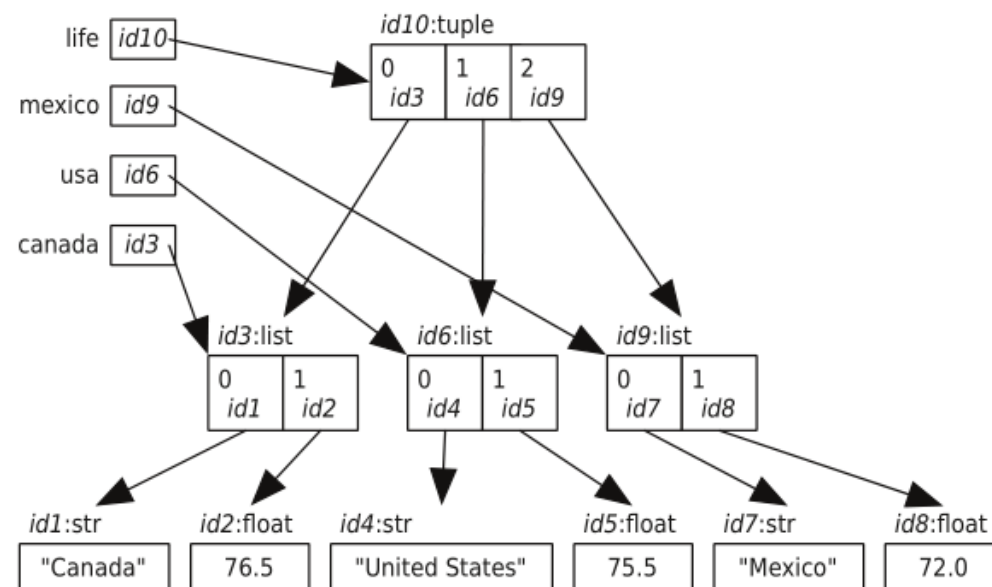 id10:tuple
life id10
0 1 2
id3 id6 id9
mexico id9
usa id6
canada id3
id3:list id6:list id9:list
0 1 0 1 0 1
id1 id2 id4 id5 id7 id8
id1:str id2:float id4:str id5:float id7:str id8:float
"Canada" 76.5 "United States" 75.5 "Mexico" 72.0